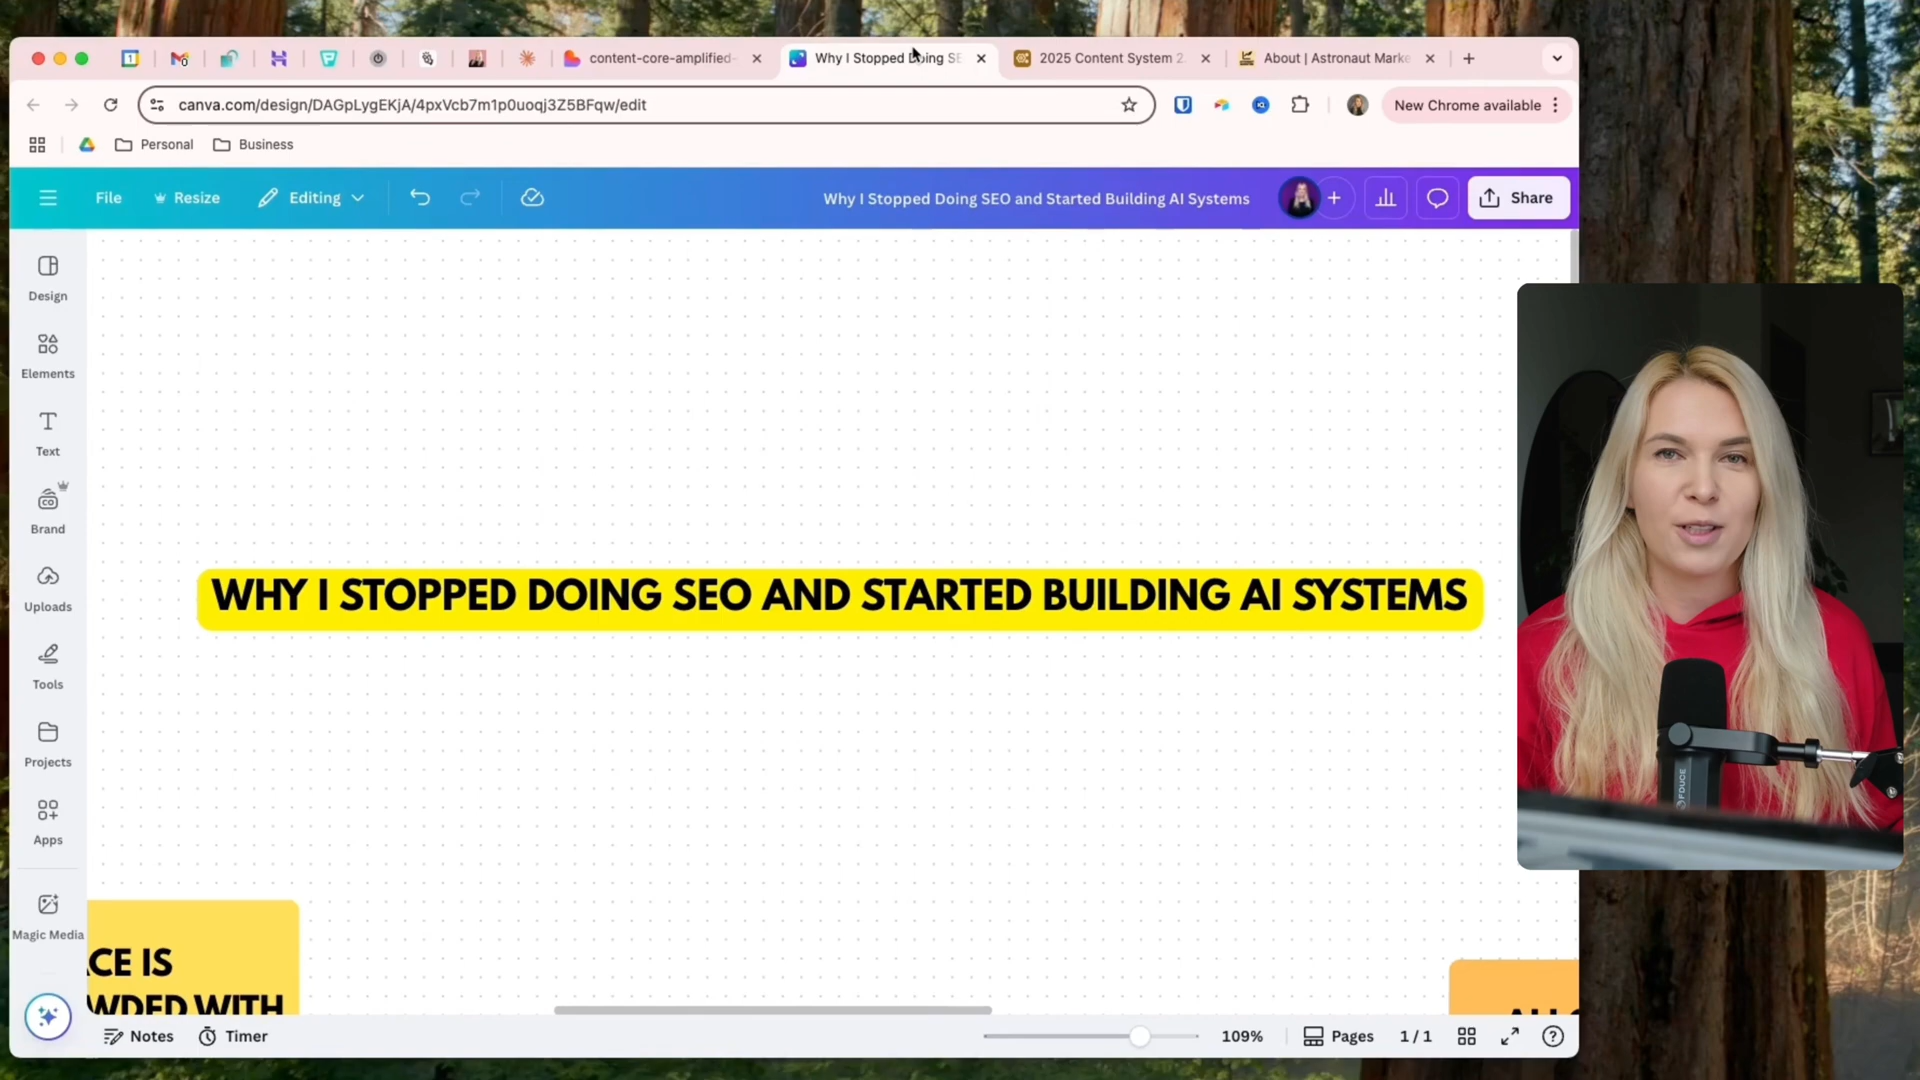 content-core-amplified-
Why I Stopped Doing SE
2025 Content System 2.
About | Astronaut Marke
canva.com/design/DAGpLygEKjA/4pxVcb7m1p0uoqj3Z5BFqw/edit
New Chrome available
Personal
Business
File
Resize
Editing
Why I Stopped Doing SEO and Started Building AI Systems
Share
Design
Elements
Text
Brand
Uploads
Tools
Projects
Apps
Magic Media
WHY I STOPPED DOING SEO AND STARTED BUILDING AI SYSTEMS
CE IS
WDED WITH
FDUCE
Notes
Timer
109%
Pages
1 / 1